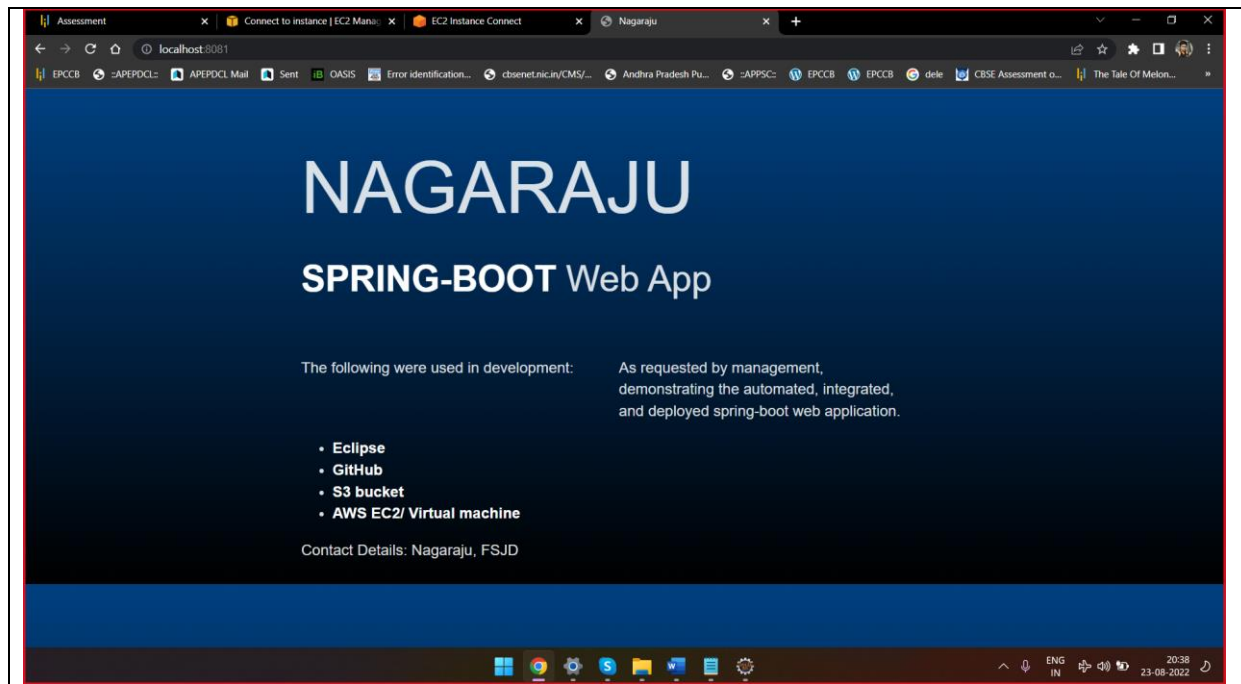 Assessment
Connect to instance | EC2 Manag
EC2 Instance Connect
Nagaraju
localhost:8081
EPCCB
::APEPDCL::
APEPDCL Mail
Sent
OASIS
Error identification...
cbsenet.nic.in/CMS/...
Andhra Pradesh Pu...
::APPSC::
EPCCB
EPCCB
dele
CBSE Assessment o...
The Tale Of Melon...
»
NAGARAJU
SPRING-BOOT Web App
The following were used in development:
As requested by management,
demonstrating the automated, integrated,
and deployed spring-boot web application.
• Eclipse
• GitHub
• S3 bucket
• AWS EC2/ Virtual machine
Contact Details: Nagaraju, FSJD
ENG
IN
20:38
23-08-2022